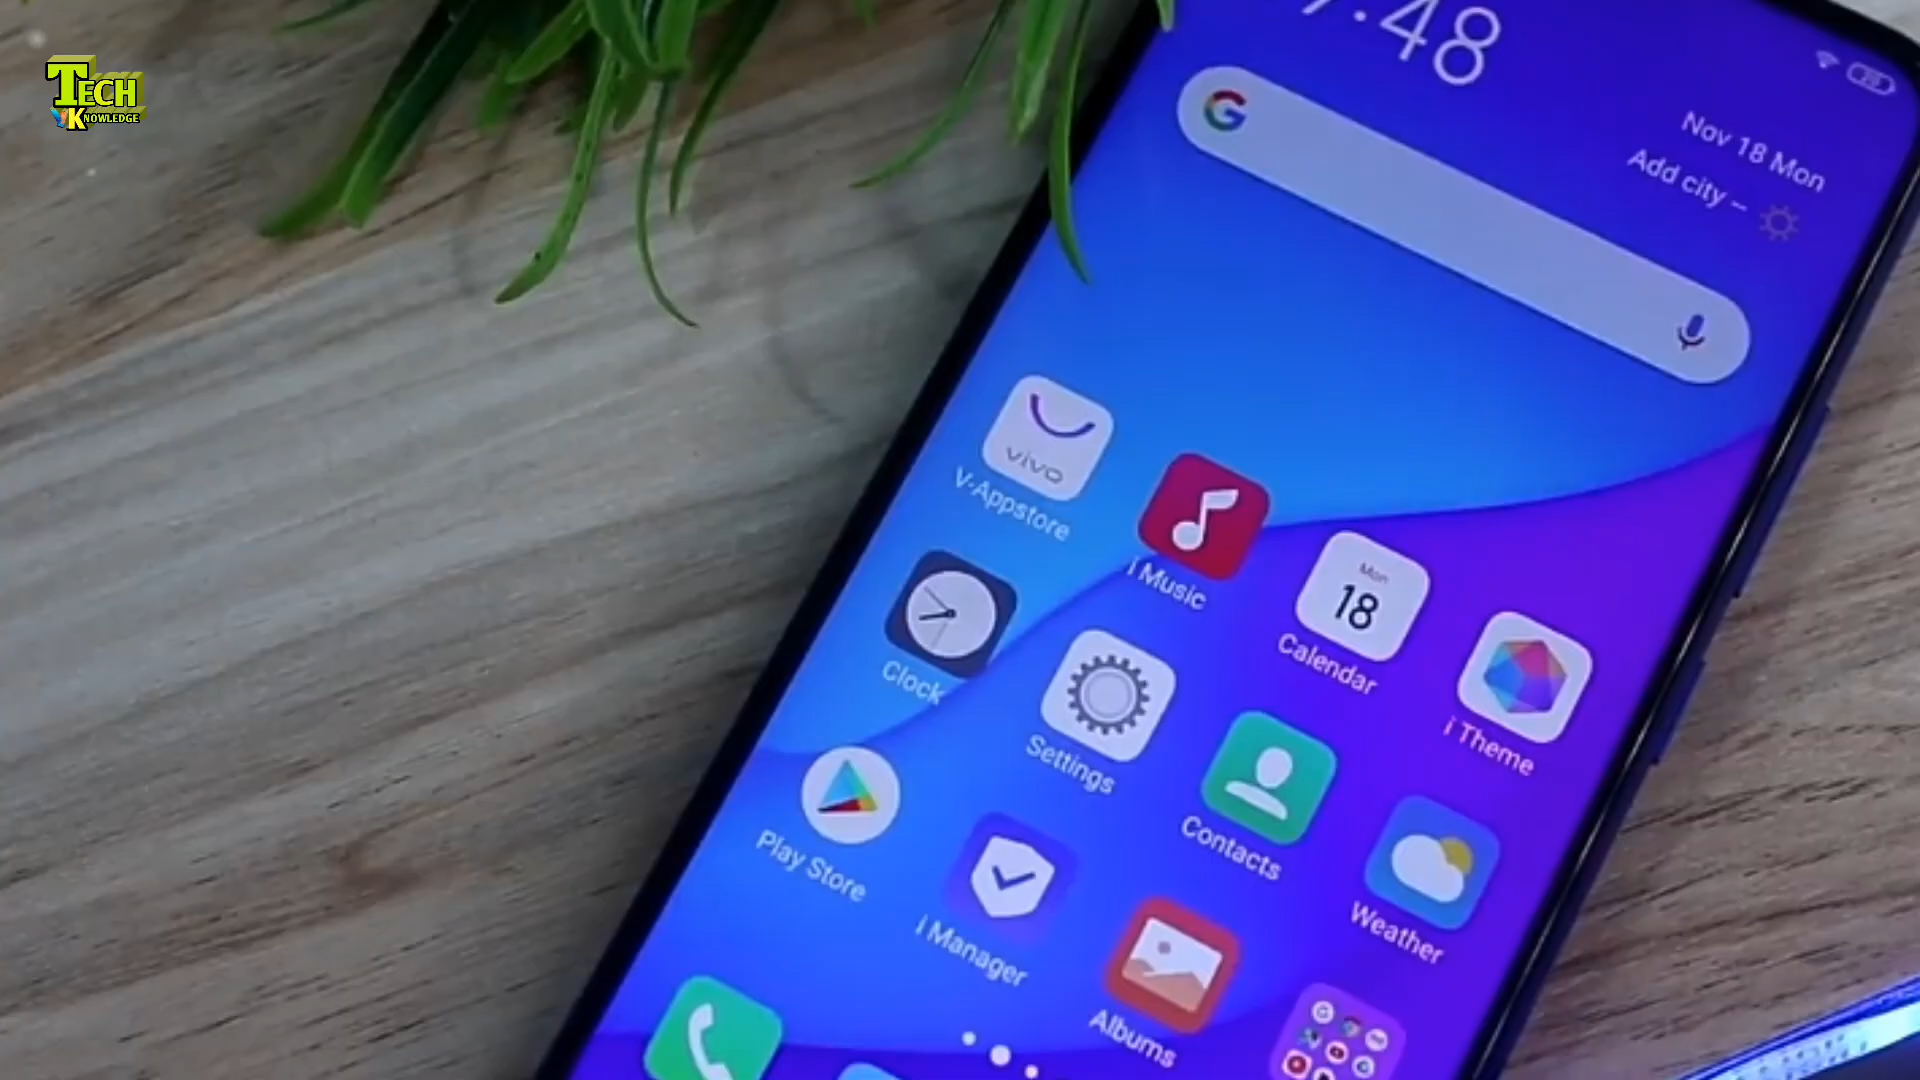 TECH
KNOWLEDGE
:48
Nov 18 Mon
Add city –
vivo
V-Appstore
i Music
Mon
18
Calendar
i Theme
Clock
Settings
Contacts
Weather
Play Store
i Manager
Albums